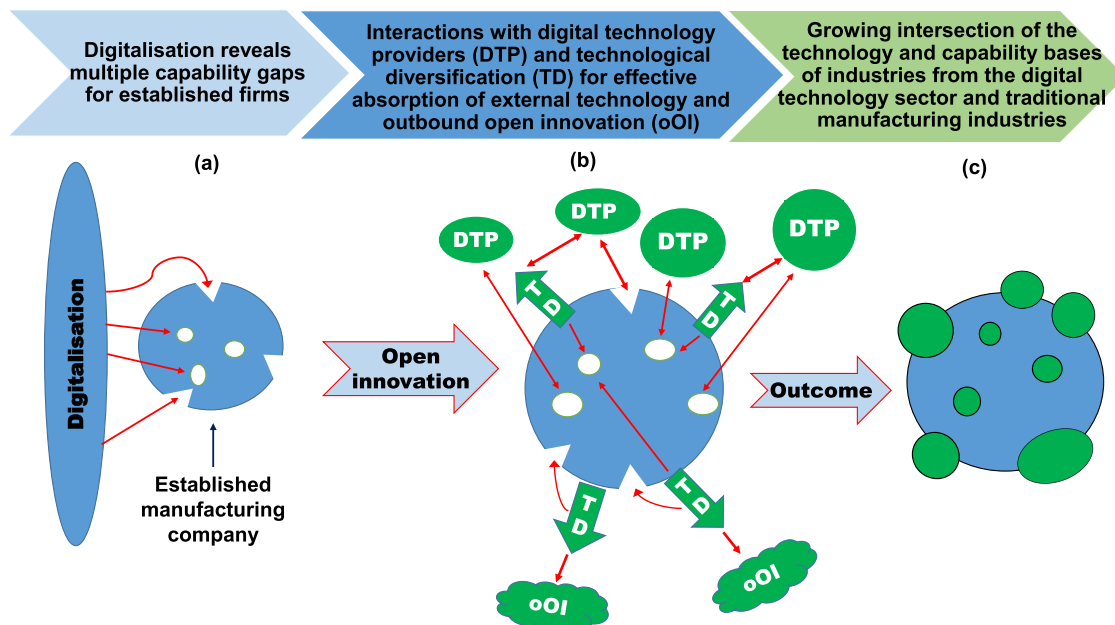 Digitalisation reveals
multiple capability gaps
for established firms
Interactions with digital technology
providers (DTP) and technological
diversification (TD) for effective
absorption of external technology and
outbound open innovation (oOI)
Growing intersection of the
technology and capability bases
of industries from the digital
technology sector and traditional
manufacturing industries
(a)
(b)
(c)
Digitalisation
Established
manufacturing
company
Open
innovation
DTP
DTP
DTP
DTP
TD
TD
TD
TD
oOI
oOI
Outcome